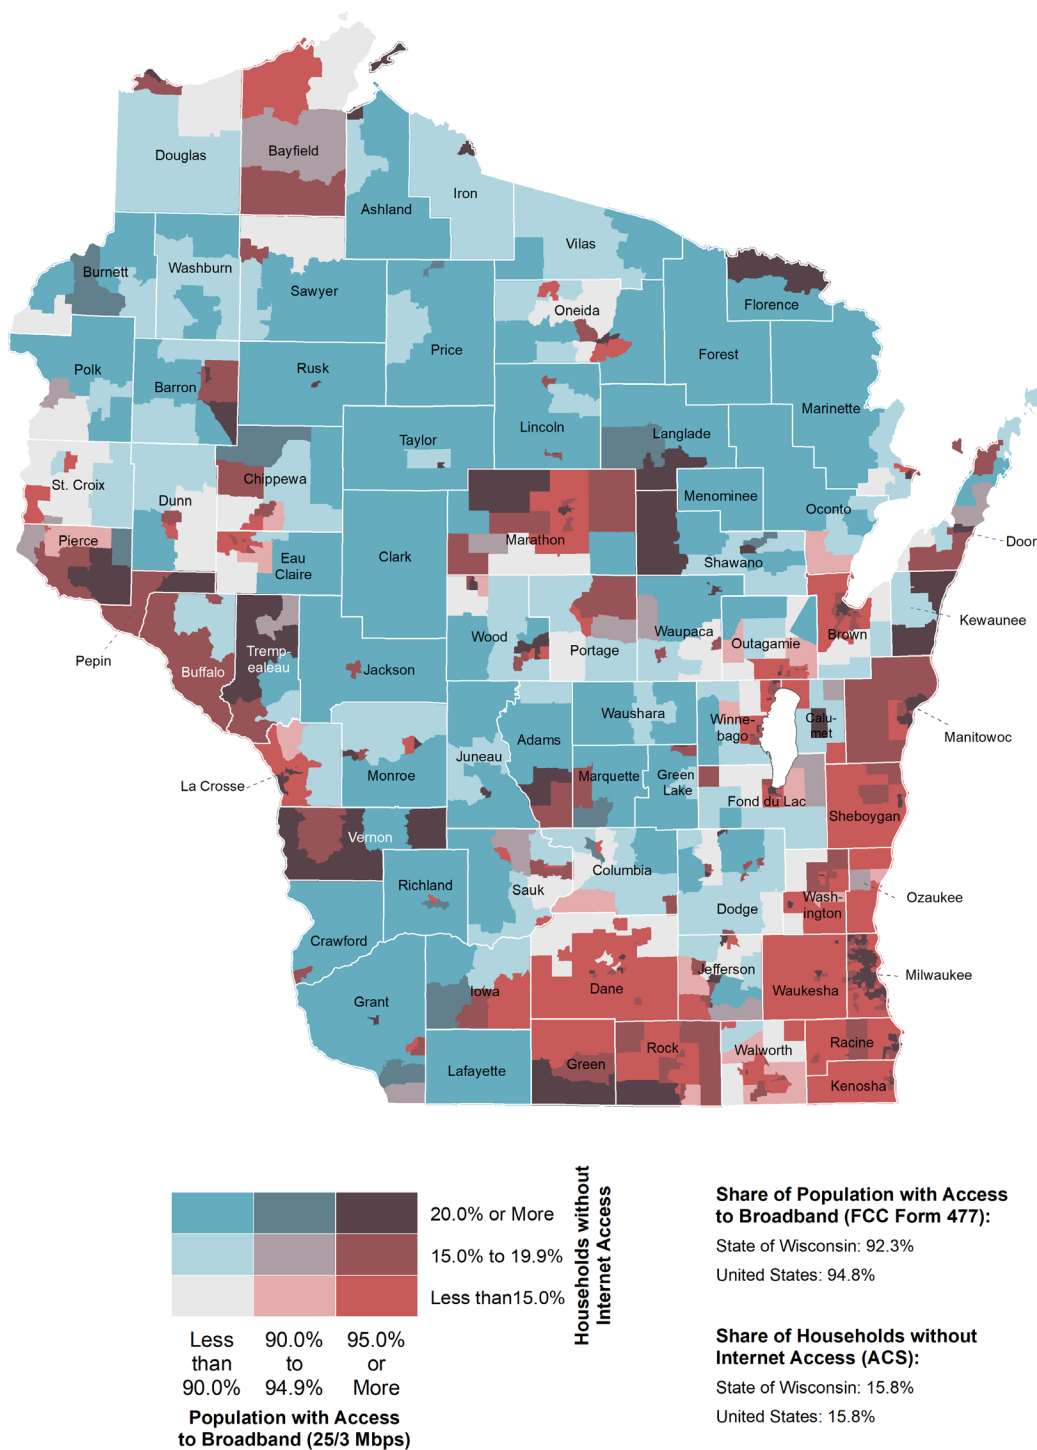 Douglas
Bayfield
Ashland
Iron
Vilas
Burnett
Washburn
Sawyer
Florence
Oneida
Price
Forest
Polk
Barron
Rusk
Marinette
Taylor
Lincoln
Langlade
St. Croix
Dunn
Chippewa
Menominee
Oconto
Pierce
Marathon
Door
Eau
Claire
Clark
Shawano
Kewaunee
Pepin
Buffalo
Tremp-
ealeau
Jackson
Wood
Portage
Waupaca
Outagamie
Brown
Waushara
Winne-
bago
Calu-
met
Manitowoc
La Crosse
Monroe
Juneau
Adams
Marquette
Green
Lake
Fond du Lac
Sheboygan
Vernon
Richland
Sauk
Columbia
Dodge
Wash-
ington
Ozaukee
Crawford
Grant
Iowa
Dane
Jefferson
Waukesha
Milwaukee
Lafayette
Green
Rock
Walworth
Racine
Kenosha
20.0% or More
15.0% to 19.9%
Less than15.0%
Households without
Internet Access
Less
than
90.0%
90.0%
to
94.9%
95.0%
or
More
Population with Access
to Broadband (25/3 Mbps)
Share of Population with Access
to Broadband (FCC Form 477):
State of Wisconsin: 92.3%
United States: 94.8%
Share of Households without
Internet Access (ACS):
State of Wisconsin: 15.8%
United States: 15.8%